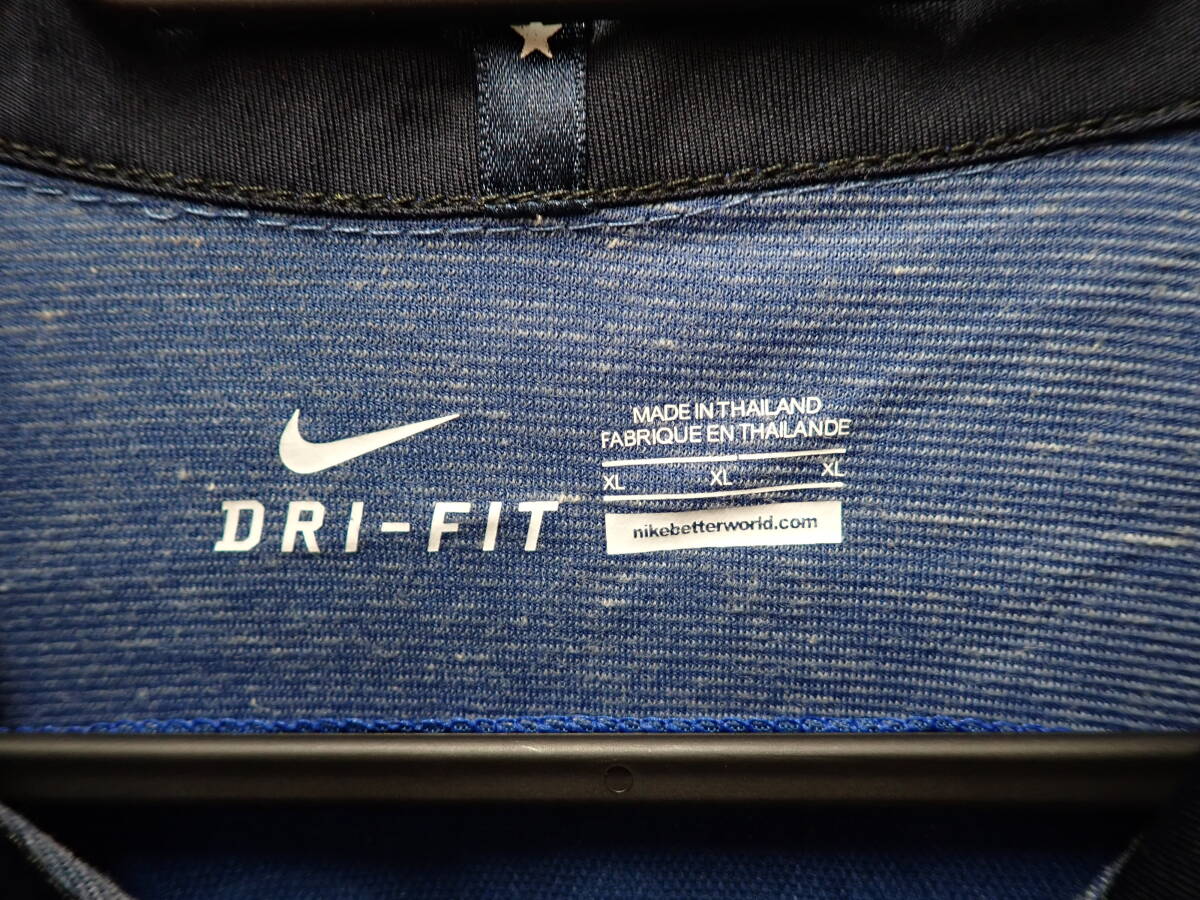 DRI-FIT
MADE IN THAILAND
FABRIQUE EN THAILANDE
XL XL XL
nikebetterworld.com